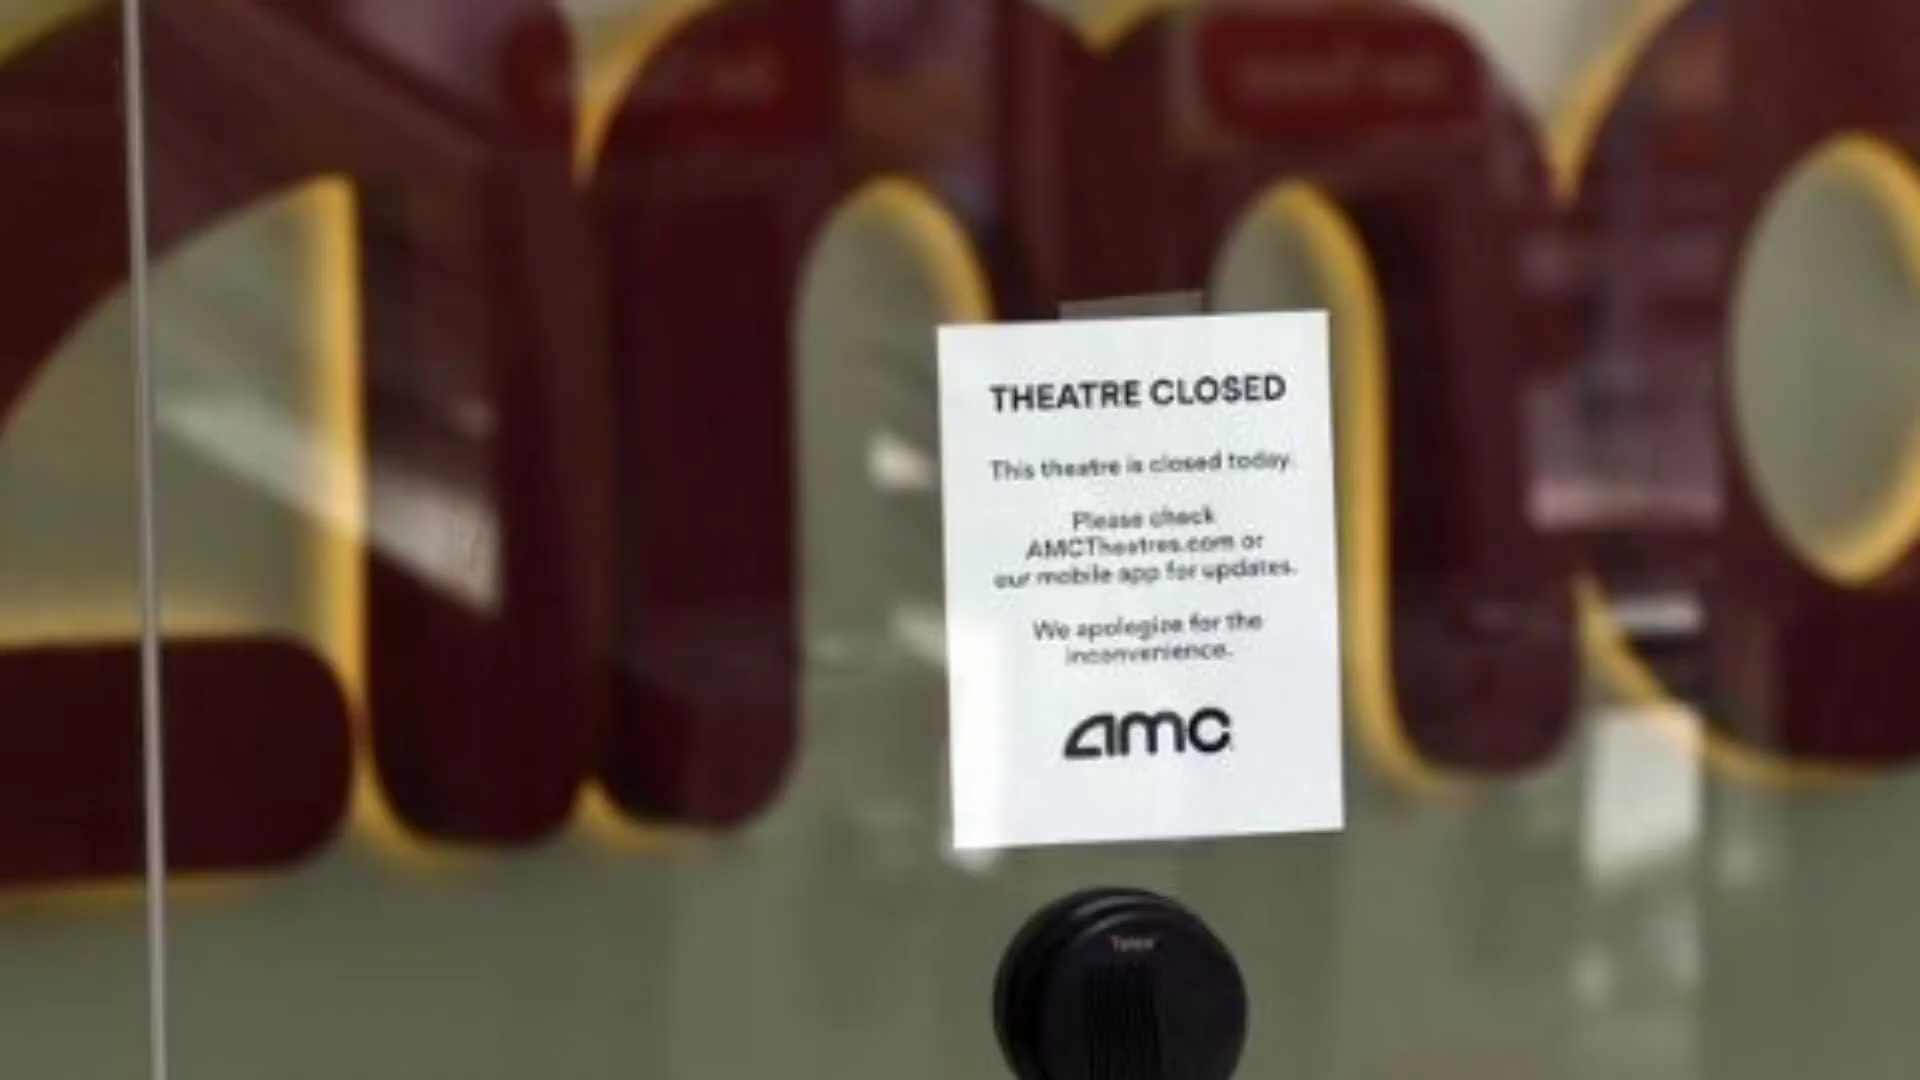 amc
THEATRE CLOSED
This theatre is closed today.
Please check
AMCTheatres.com or
our mobile app for updates.
We apologize for the
inconvenience.
amc